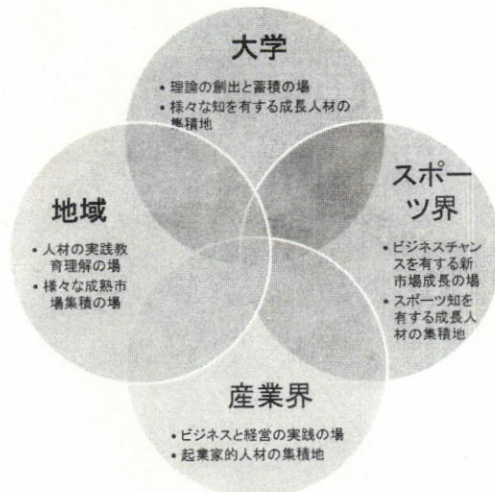 大学
• 理論の創出と蓄積の場
• 様々な知を有する成長人材の
集積地
地域
• 人材の実践教
育理解の場
• 様々な成熟市
場集積の場
スポー
ツ界
• ビジネスチャン
スを有する新
市場成長の場
• スポーツ知を
有する成長人
材の集積地
産業界
• ビジネスと経営の実践の場
• 起業家的人材の集積地